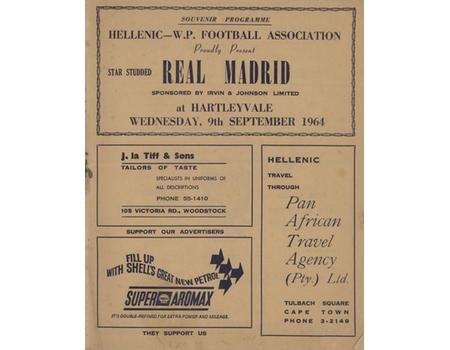 SOUVENIR PROGRAMME
HELLENIC—W.P. FOOTBALL ASSOCIATION
Proudly Present
STAR STUDDED REAL MADRID
SPONSORED BY IRVIN & JOHNSON LIMITED
at HARTLEYVALE
WEDNESDAY, 9th SEPTEMBER 1964
J. la Tiff & Sons
TAILORS OF TASTE
SPECIALISTS IN UNIFORMS OF
ALL DESCRIPTIONS
PHONE 55-1410
105 VICTORIA RD., WOODSTOCK
SUPPORT OUR ADVERTISERS
FILL UP
WITH SHELL'S GREAT NEW PETROL
SUPER AROMAX
IT'S DOUBLE-REFINED FOR EXTRA POWER AND MILEAGE.
THEY SUPPORT US
HELLENIC
TRAVEL
THROUGH
Pan
African
Travel
Agency
(Pty.) Ltd.
TULBACH SQUARE
CAPE TOWN
PHONE 3-2149